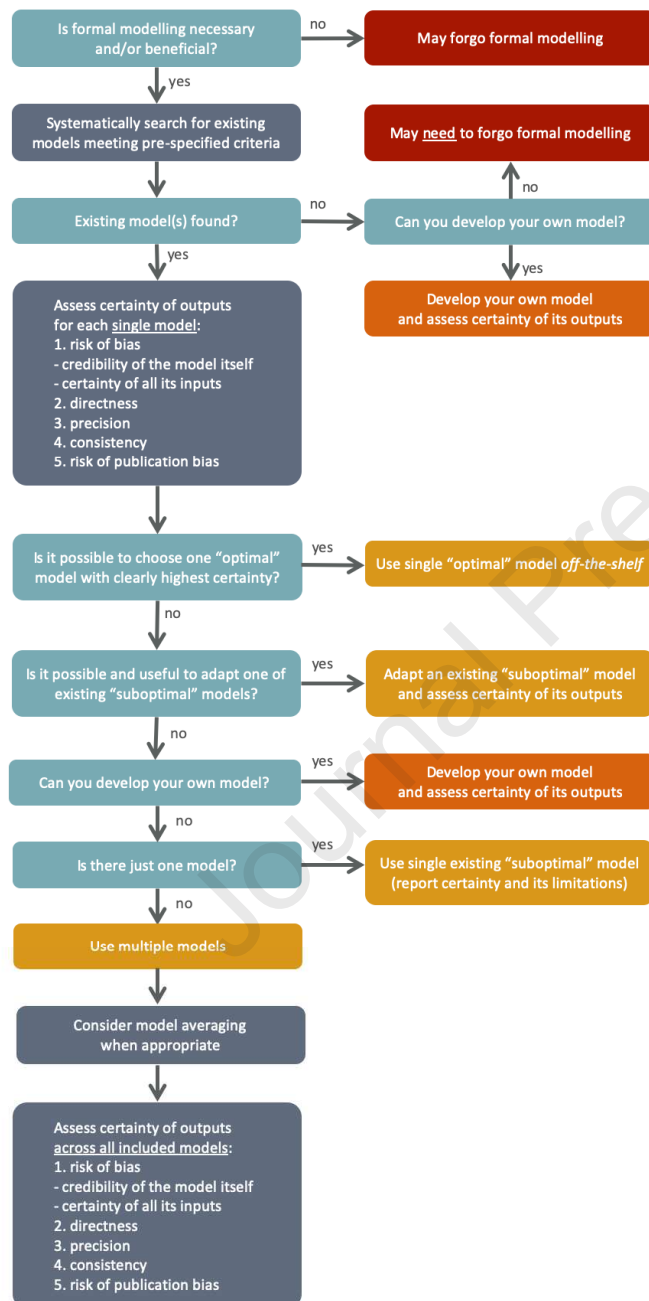 Is formal modelling necessary
and/or beneficial?
no
May forgo formal modelling
yes
Systematically search for existing
models meeting pre-specified criteria
May need to forgo formal modelling
no
Existing model(s) found?
no
Can you develop your own model?
yes
yes
Develop your own model
and assess certainty of its outputs
Assess certainty of outputs
for each single model:
1. risk of bias
- credibility of the model itself
- certainty of all its inputs
2. directness
3. precision
4. consistency
5. risk of publication bias
Is it possible to choose one “optimal”
model with clearly highest certainty?
yes
Use single “optimal” model off-the-shelf
no
Is it possible and useful to adapt one of
existing “suboptimal” models?
yes
Adapt an existing “suboptimal” model
and assess certainty of its outputs
no
Can you develop your own model?
yes
Develop your own model
and assess certainty of its outputs
no
Is there just one model?
yes
Use single existing “suboptimal” model
(report certainty and its limitations)
no
Use multiple models
Consider model averaging
when appropriate
Assess certainty of outputs
across all included models:
1. risk of bias
- credibility of the model itself
- certainty of all its inputs
2. directness
3. precision
4. consistency
5. risk of publication bias
Journal Pre